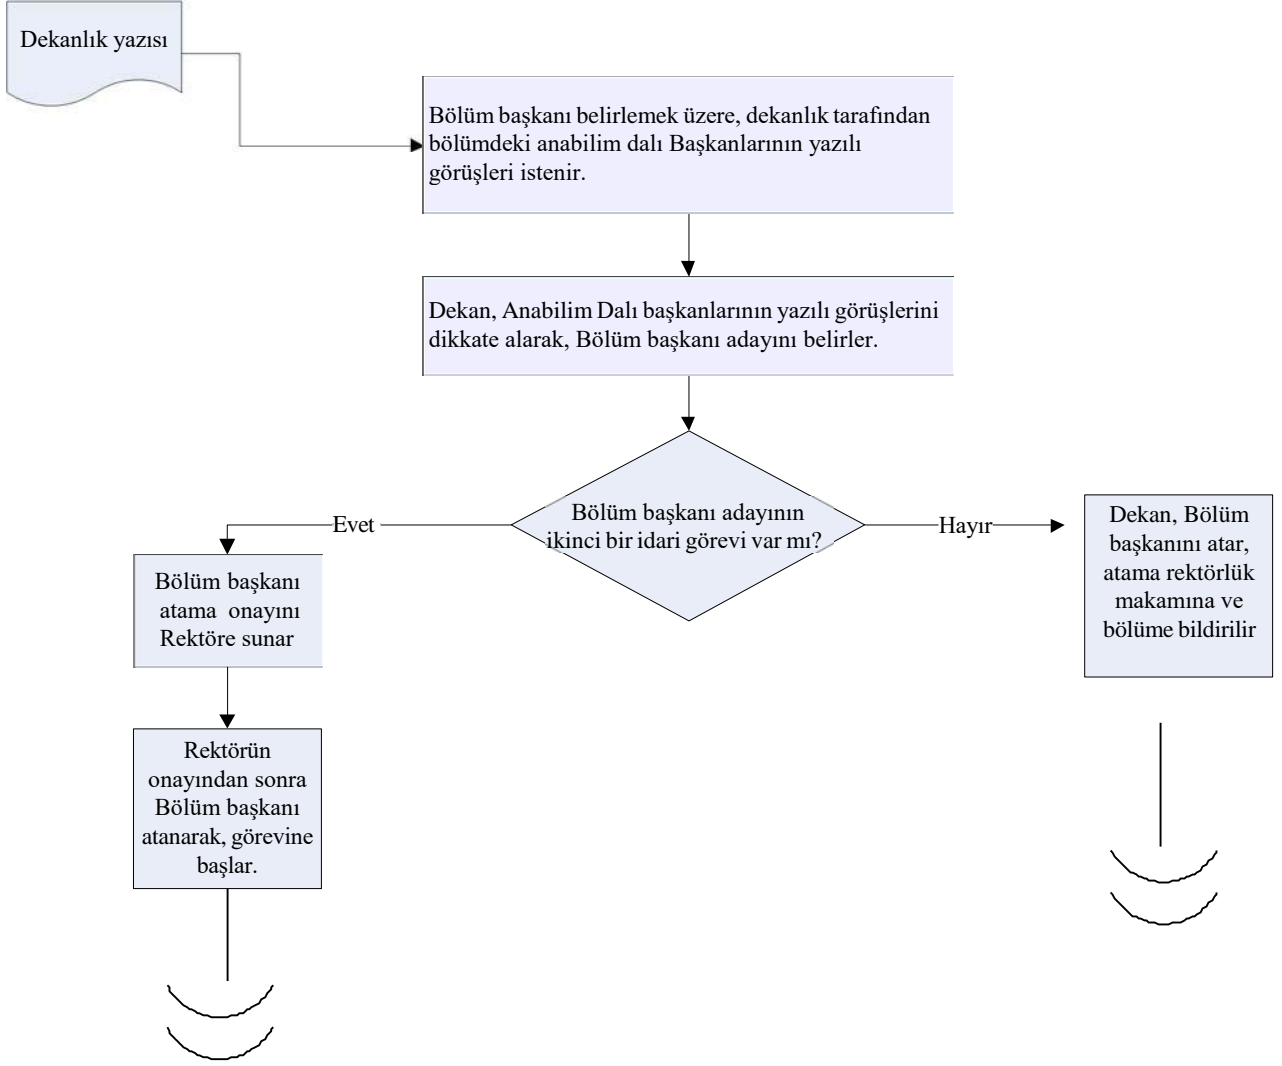 Dekanlık yazısı
Bölüm başkanı belirlemek üzere, dekanlık tarafından
bölümdeki anabilim dalı Başkanlarının yazılı
görüşleri istenir.
Dekan, Anabilim Dalı başkanlarının yazılı görüşlerini
dikkate alarak, Bölüm başkanı adayını belirler.
Bölüm başkanı adayının
ikinci bir idari görevi var mı?
Evet
Hayır
Bölüm başkanı
atama onayını
Rektöre sunar
Dekan, Bölüm
başkanını atar,
atama rektörlük
makamına ve
bölüme bildirilir
Rektörün
onayından sonra
Bölüm başkanı
atanarak, görevine
başlar.